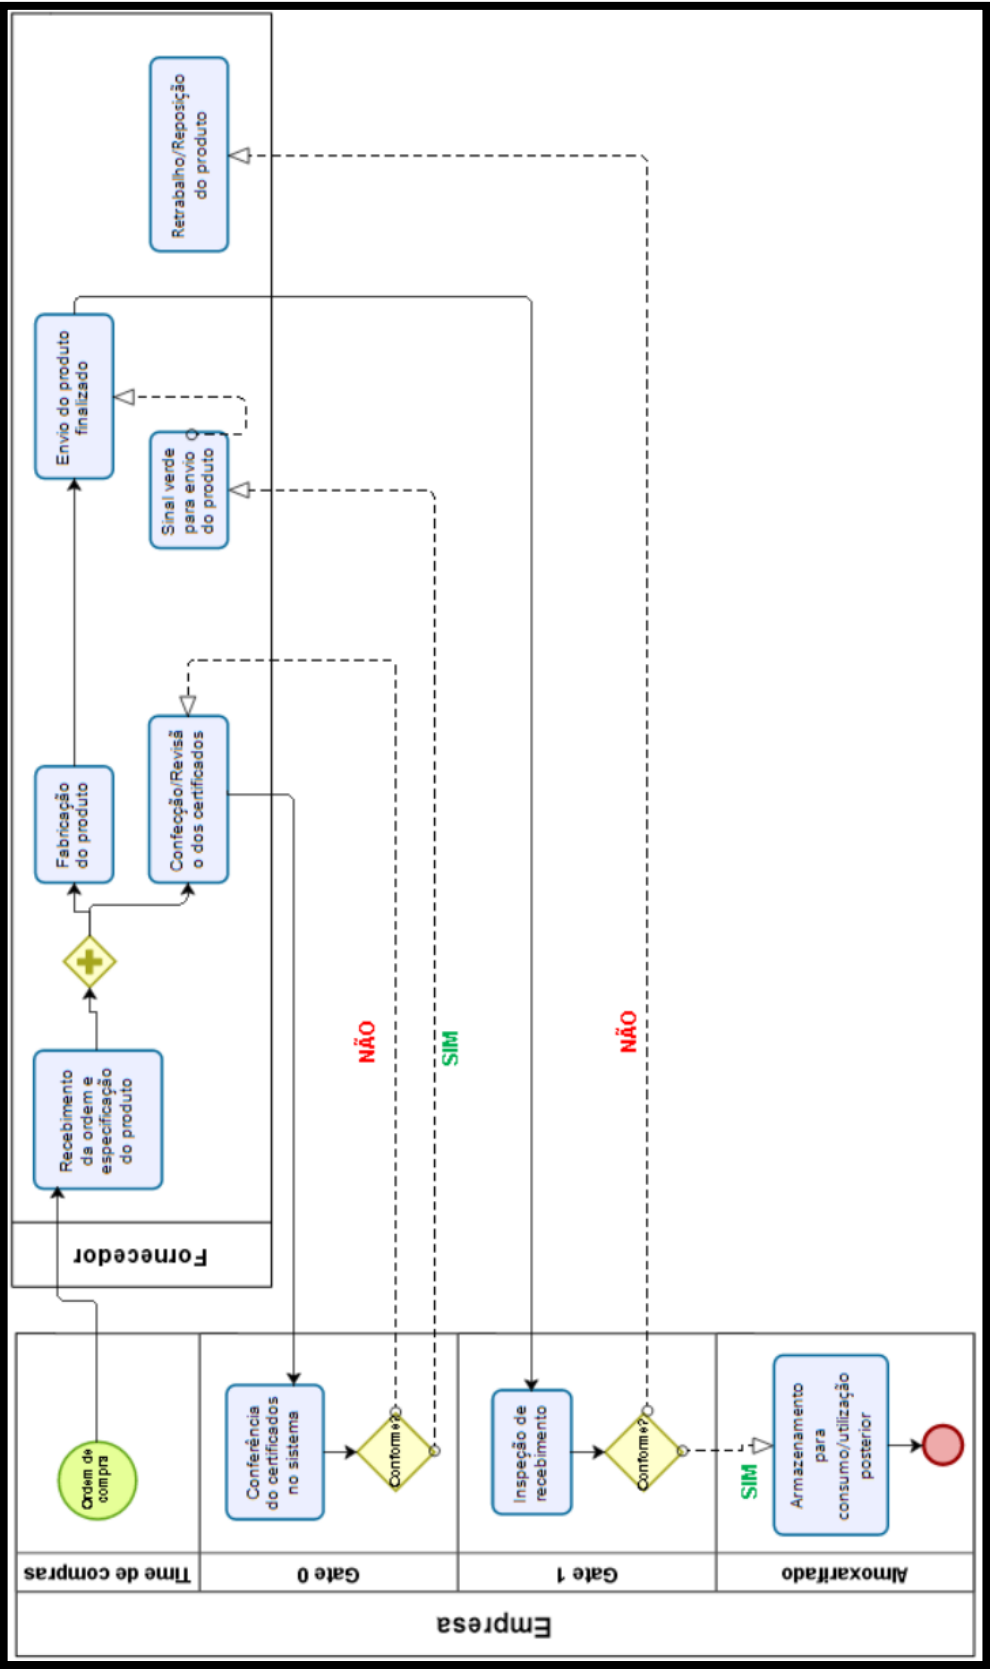 Empresa
Time de compras
Gate 0
Gate 1
Almoxarifado
Ordem de
compra
Conferência
do certificados
no sistema
Conforme?
Inspeção de
recebimento
Conforme?
SIM
Armazenamento
para
consumo/utilização
posterior
Fornecedor
Recebimento
da ordem e
especificação
do produto
Fabricação
do produto
Confecção/Revisã
o dos certificados
NÃO
SIM
NÃO
Sinal verde
para envio
do produto
Envio do produto
finalizado
Retrabalho/Reposição
do produto